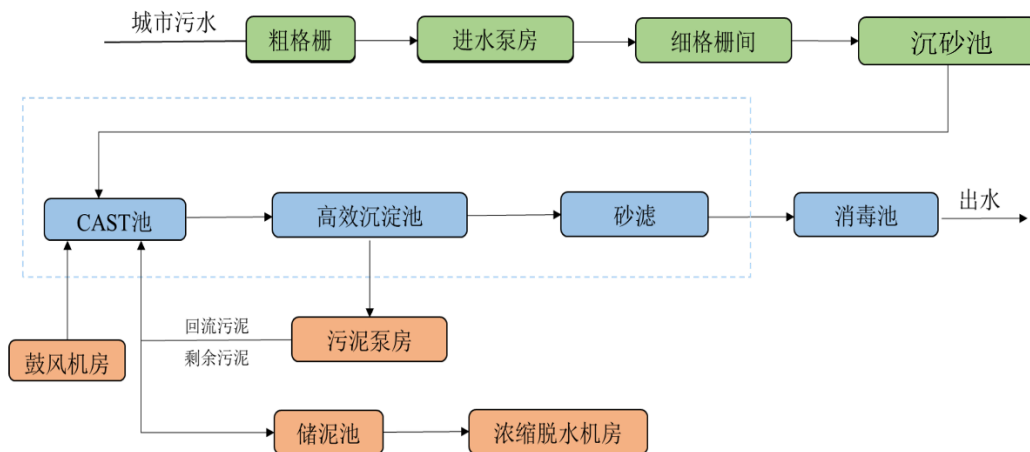 城市污水
粗格栅
进水泵房
细格栅间
沉砂池
CAST池
高效沉淀池
砂滤
消毒池
出水
鼓风机房
回流污泥
剩余污泥
污泥泵房
储泥池
浓缩脱水机房